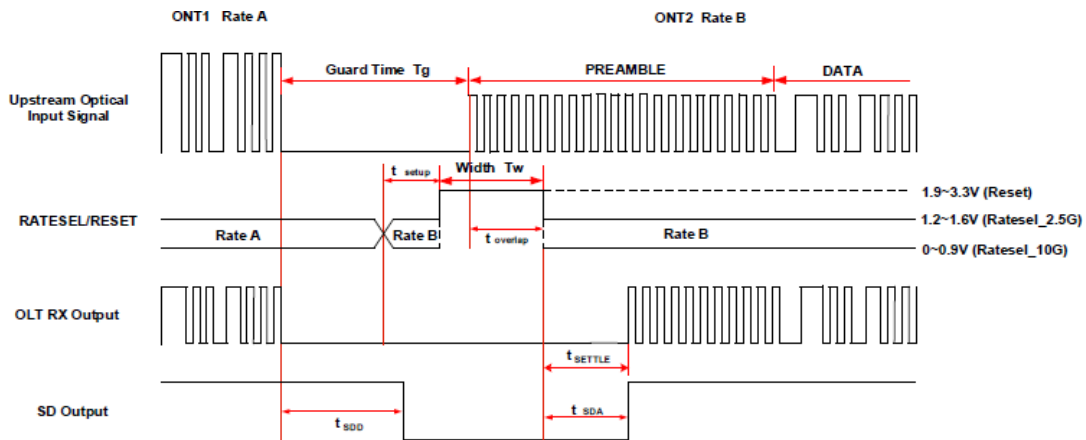 ONT1 Rate A
ONT2 Rate B
Guard Time Tg
PREAMBLE
DATA
Upstream Optical
Input Signal
t setup
Width Tw
1.9~3.3V (Reset)
RATESEL/RESET
1.2~1.6V (Ratesel_2.5G)
Rate A
Rate B
t overlap
Rate B
0~0.9V (Ratesel_10G)
OLT RX Output
t SETTLE
SD Output
t SDD
t SDA